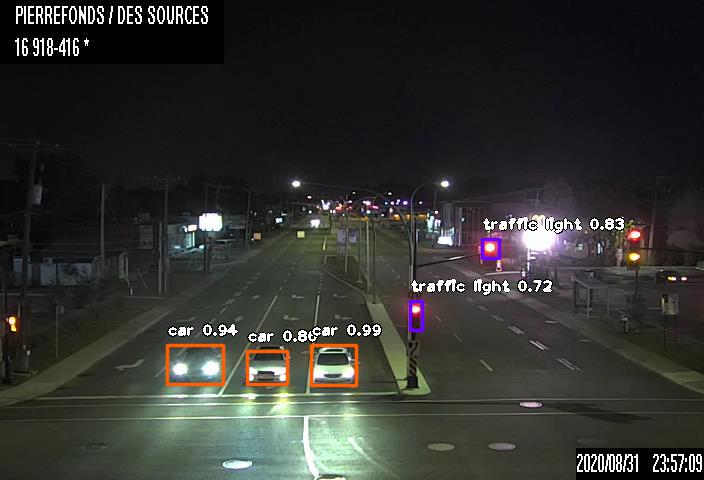 PIERREFONDS / DES SOURCES
16 918-416 *
traffic light 0.83
traffic light 0.72
car 0.94
car 0.86
car 0.99
2020/08/31 23:57:09